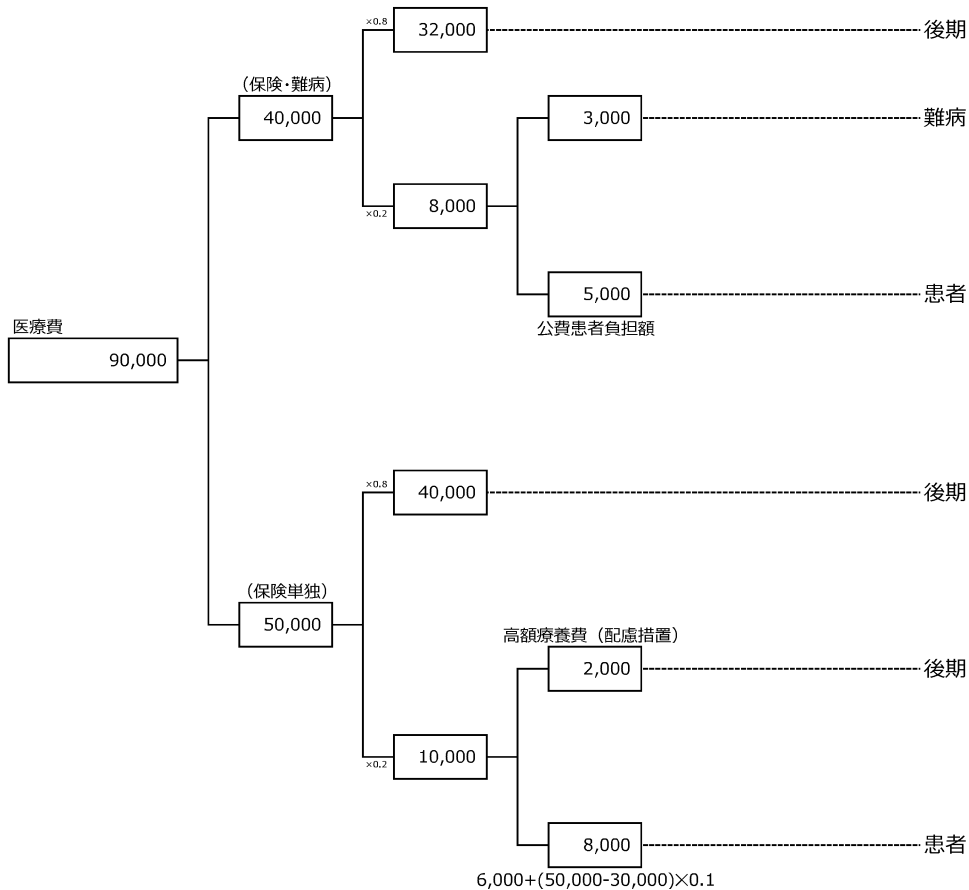 ×0.8
32,000
後期
（保険・難病）
40,000
3,000
難病
8,000
×0.2
5,000
患者
公費患者負担額
医療費
90,000
×0.8
40,000
後期
（保険単独）
50,000
高額療養費（配慮措置）
2,000
後期
10,000
×0.2
8,000
患者
6,000+(50,000-30,000)×0.1